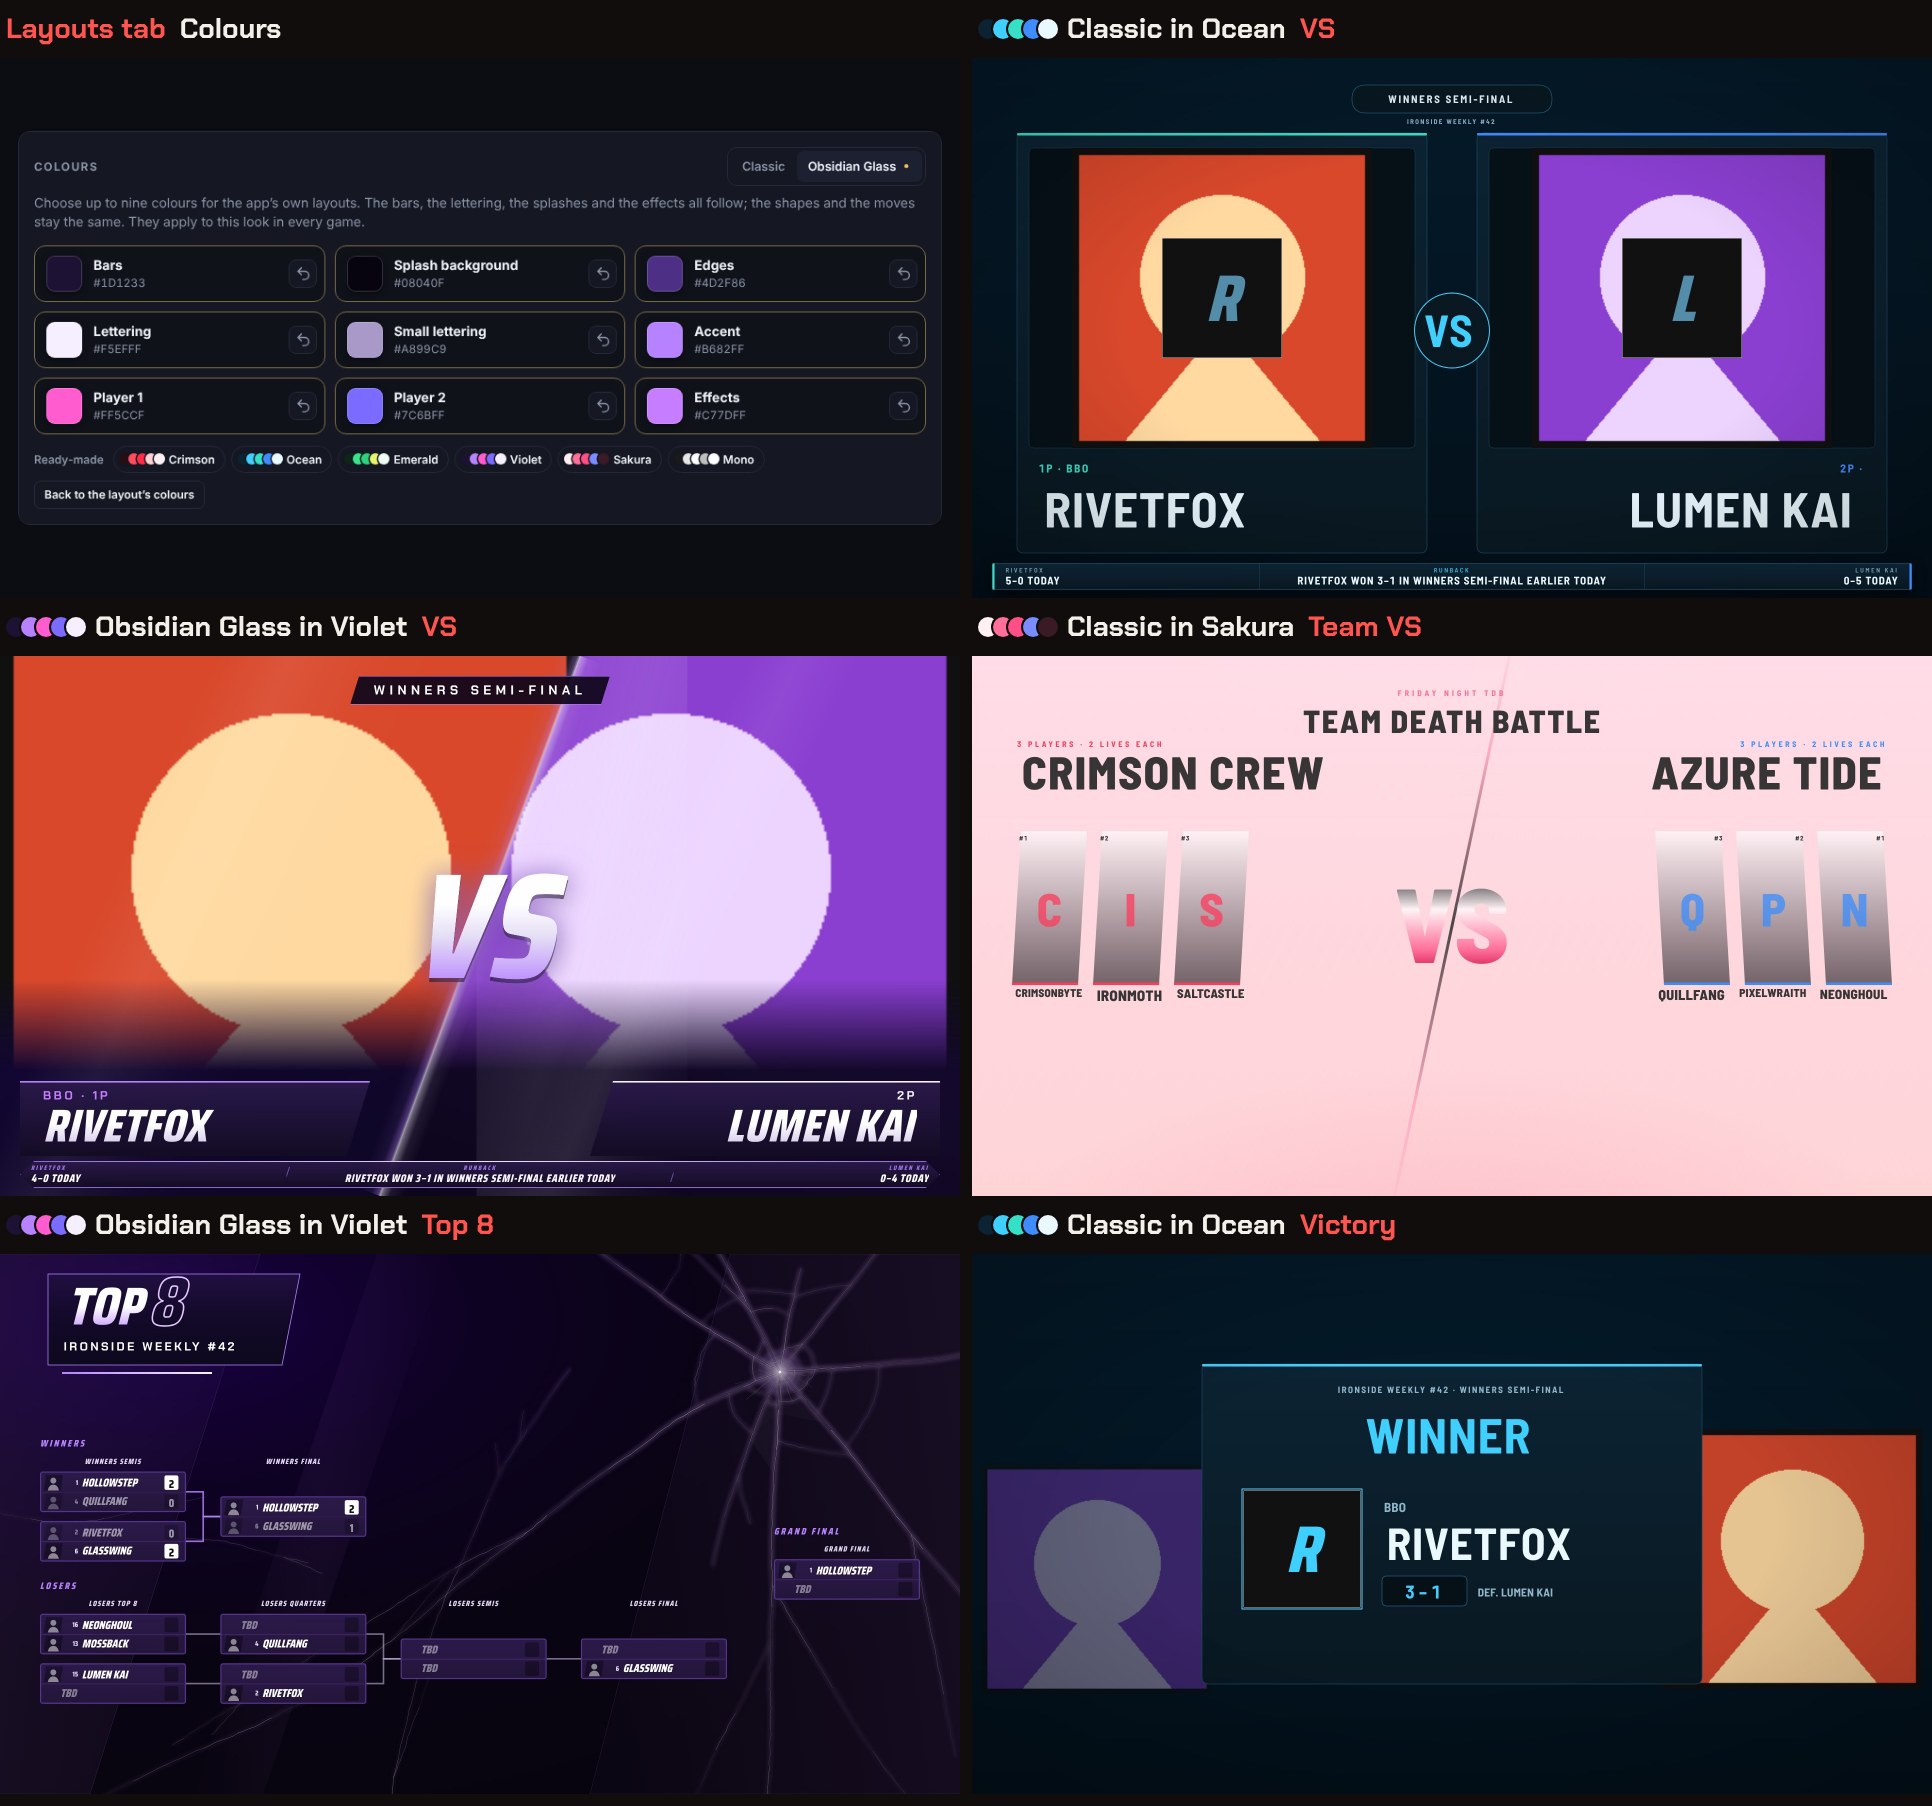 Layouts tab Colours
COLOURS
Classic
Obsidian Glass
Choose up to nine colours for the app's own layouts. The bars, the lettering, the splashes and the effects all follow; the shapes and the moves
stay the same. They apply to this look in every game.
Bars
#1D1233
Splash background
#08040F
Edges
#4D2F86
Lettering
#F5EFFF
Small lettering
#A899C9
Accent
#B682FF
Player 1
#FF5CCF
Player 2
#7C6BFF
Effects
#C77DFF
Ready-made
Crimson
Ocean
Emerald
Violet
Sakura
Mono
Back to the layout's colours
Classic in Ocean VS
WINNERS SEMI-FINAL
IRONSIDE WEEKLY #42
R
L
VS
1P · BBO
RIVETFOX
2P ·
LUMEN KAI
RIVETFOX
5-0 TODAY
RUNBACK
RIVETFOX WON 3-1 IN WINNERS SEMI-FINAL EARLIER TODAY
LUMEN KAI
0-5 TODAY
Obsidian Glass in Violet VS
WINNERS SEMI-FINAL
VS
BBO · 1P
RIVETFOX
2P
LUMEN KAI
RIVETFOX
4-0 TODAY
RUNBACK
RIVETFOX WON 3-1 IN WINNERS SEMI-FINAL EARLIER TODAY
LUMEN KAI
0-4 TODAY
Classic in Sakura Team VS
FRIDAY NIGHT TDB
TEAM DEATH BATTLE
3 PLAYERS · 2 LIVES EACH
CRIMSON CREW
3 PLAYERS · 2 LIVES EACH
AZURE TIDE
#1
#2
#3
C
I
S
CRIMSONBYTE
IRONMOTH
SALTCASTLE
VS
#3
#2
#1
Q
P
N
QUILLFANG
PIXELWRAITH
NEONGHOUL
Obsidian Glass in Violet Top 8
TOP 8
IRONSIDE WEEKLY #42
WINNERS
WINNERS SEMIS
1 HOLLOWSTEP 2
4 QUILLFANG 0
2 RIVETFOX 0
6 GLASSWING 2
WINNERS FINAL
1 HOLLOWSTEP 2
6 GLASSWING 1
GRAND FINAL
GRAND FINAL
1 HOLLOWSTEP
TBD
LOSERS
LOSERS TOP 8
16 NEONGHOUL
13 MOSSBACK
15 LUMEN KAI
TBD
LOSERS QUARTERS
TBD
4 QUILLFANG
TBD
2 RIVETFOX
LOSERS SEMIS
TBD
TBD
LOSERS FINAL
TBD
6 GLASSWING
Classic in Ocean Victory
IRONSIDE WEEKLY #42 · WINNERS SEMI-FINAL
WINNER
R
BBO
RIVETFOX
3 – 1
DEF. LUMEN KAI